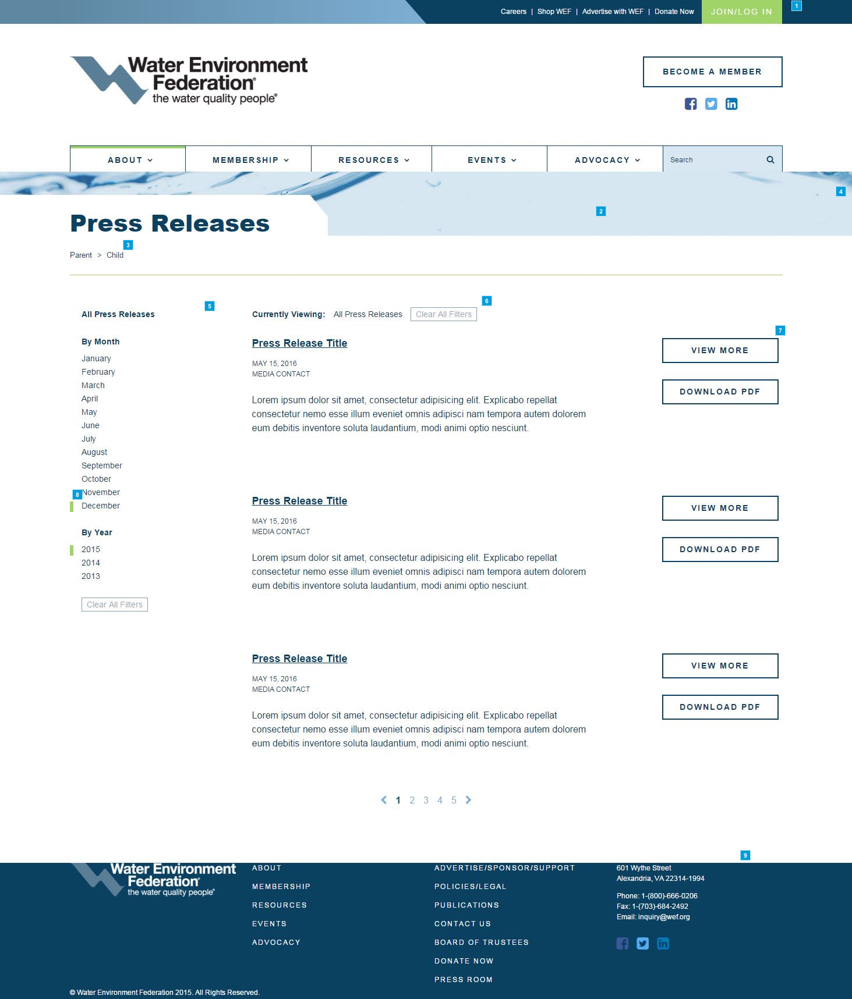 Careers | Shop WEF | Advertise with WEF | Donate Now JOIN/LOG IN 1
Water Environment
Federation®
the water quality people®
BECOME A MEMBER
ABOUT MEMBERSHIP RESOURCES EVENTS ADVOCACY Search
4
2
Press Releases
3
Parent > Child
5
All Press Releases
By Month
January
February
March
April
May
June
July
August
September
October
November
8
December
By Year
2015
2014
2013
Clear All Filters
6
Currently Viewing: All Press Releases Clear All Filters
7
Press Release Title
MAY 15, 2016
MEDIA CONTACT
Lorem ipsum dolor sit amet, consectetur adipisicing elit. Explicabo repellat
consectetur nemo esse illum eveniet omnis adipisci nam tempora autem dolorem
eum debitis inventore soluta laudantium, modi animi optio nesciunt.
VIEW MORE
DOWNLOAD PDF
Press Release Title
MAY 15, 2016
MEDIA CONTACT
Lorem ipsum dolor sit amet, consectetur adipisicing elit. Explicabo repellat
consectetur nemo esse illum eveniet omnis adipisci nam tempora autem dolorem
eum debitis inventore soluta laudantium, modi animi optio nesciunt.
VIEW MORE
DOWNLOAD PDF
Press Release Title
MAY 15, 2016
MEDIA CONTACT
Lorem ipsum dolor sit amet, consectetur adipisicing elit. Explicabo repellat
consectetur nemo esse illum eveniet omnis adipisci nam tempora autem dolorem
eum debitis inventore soluta laudantium, modi animi optio nesciunt.
VIEW MORE
DOWNLOAD PDF
1 2 3 4 5
9
Water Environment
Federation®
the water quality people®
ABOUT
MEMBERSHIP
RESOURCES
EVENTS
ADVOCACY
ADVERTISE/SPONSOR/SUPPORT
POLICIES/LEGAL
PUBLICATIONS
CONTACT US
BOARD OF TRUSTEES
DONATE NOW
PRESS ROOM
601 Wythe Street
Alexandria, VA 22314-1994
Phone: 1-(800)-666-0206
Fax: 1-(703)-684-2492
Email: inquiry@wef.org
© Water Environment Federation 2015. All Rights Reserved.